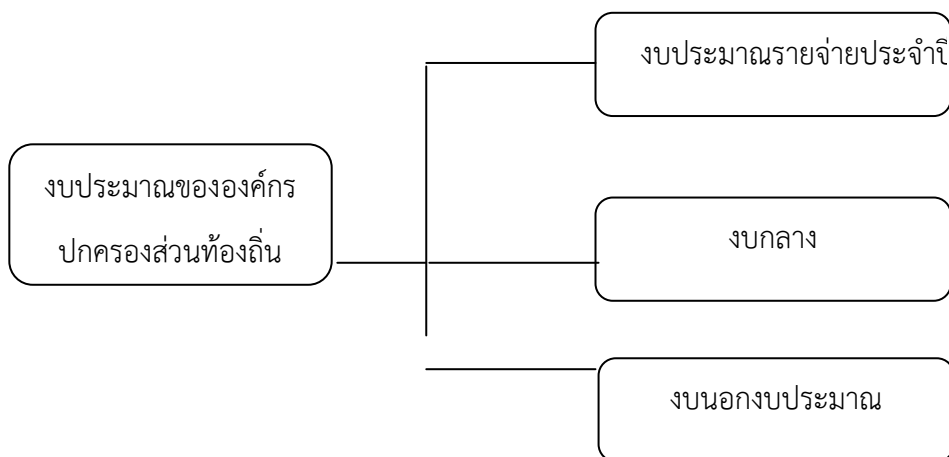 งบประมาณรายจ่ายประจำปี
งบประมาณขององค์กร
ปกครองส่วนท้องถิ่น
งบกลาง
งบนอกงบประมาณ